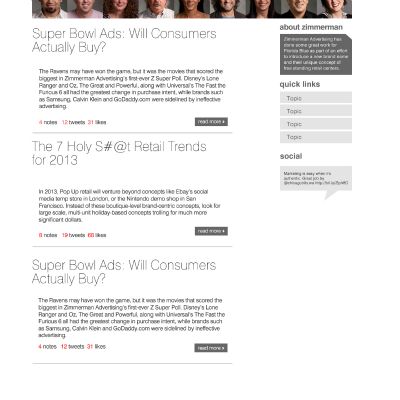 Super Bowl Ads: Will Consumers
Actually Buy?
The Ravens may have won the game, but it was the movies that scored the
biggest in Zimmerman Advertising's first-ever Z Super Poll. Disney's Lone
Ranger and Oz, The Great and Powerful, along with Universal's The Fast the
Furious 6 all had the greatest change in purchase intent, while brands such
as Samsung, Calvin Klein and GoDaddy.com were sidelined by ineffective
advertising.
4 notes 12 tweets 31 likes
read more ►
The 7 Holy S#@t Retail Trends
for 2013
In 2013, Pop Up retail will venture beyond concepts like Ebay's social
media temp store in London, or the Nintendo demo shop in San
Francisco. Instead of these boutique-level brand-centric concepts, look for
large scale, multi-unit holiday-based concepts trolling for much more
significant dollars.
8 notes 19 tweets 68 likes
read more ►
Super Bowl Ads: Will Consumers
Actually Buy?
The Ravens may have won the game, but it was the movies that scored the
biggest in Zimmerman Advertising's first-ever Z Super Poll. Disney's Lone
Ranger and Oz, The Great and Powerful, along with Universal's The Fast the
Furious 6 all had the greatest change in purchase intent, while brands such
as Samsung, Calvin Klein and GoDaddy.com were sidelined by ineffective
advertising.
4 notes 12 tweets 31 likes
read more ►
about zimmerman
Zimmerman Advertising has
done some great work for
Florida Blue as part of an effort
to introduce a new brand name
and their unique concept of
free standing retail centers.
quick links
Topic
Topic
Topic
Topic
social
Marketing is easy when it's
authentic. Great job by